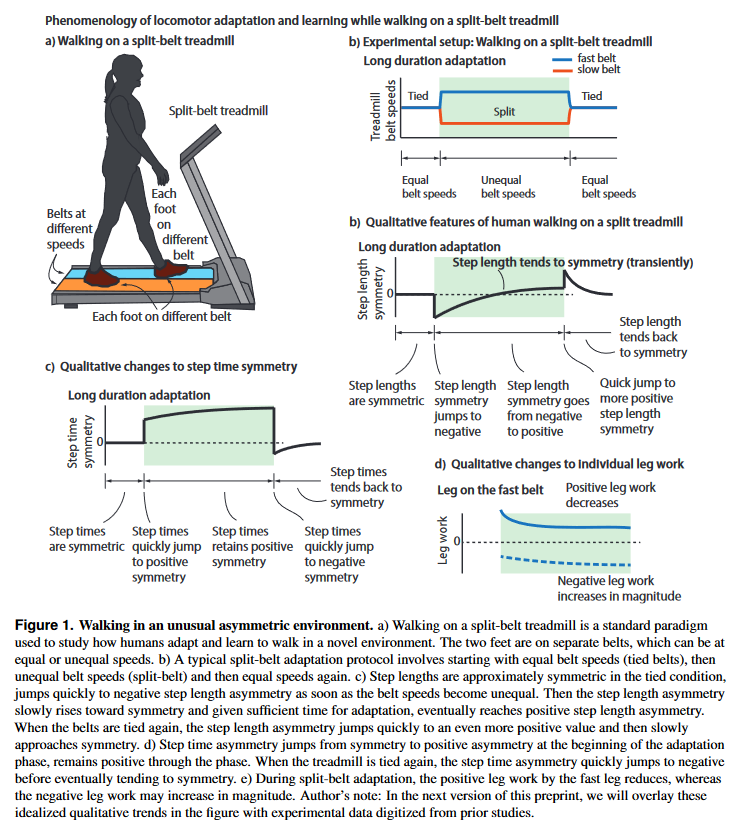 Phenomenology of locomotor adaptation and learning while walking on a split-belt treadmill
a) Walking on a split-belt treadmill
Split-belt treadmill
Each
foot
on
different
belt
Belts at
different
speeds
Each foot on different belt
b) Experimental setup: Walking on a split-belt treadmill
Long duration adaptation
fast belt
slow belt
Treadmill
belt speeds
Tied
Split
Tied
Equal
belt speeds
Unequal
belt speeds
Equal
belt speeds
b) Qualitative features of human walking on a split treadmill
Long duration adaptation
Step length tends to symmetry (transiently)
Step length
symmetry
0
Step length
tends back
to symmetry
Step lengths
are symmetric
Step length
symmetry
jumps to
negative
Step length
symmetry goes
from negative
to positive
Quick jump to
more positive
step length
symmetry
c) Qualitative changes to step time symmetry
Long duration adaptation
Step time
symmetry
0
Step times
tends back to
symmetry
Step times
are symmetric
Step times
quickly jump
to positive
symmetry
Step times
retains positive
symmetry
Step times
quickly jump
to negative
symmetry
d) Qualitative changes to individual leg work
Leg on the fast belt
Positive leg work
decreases
Leg work
0
Negative leg work
increases in magnitude
Figure 1. Walking in an unusual asymmetric environment. a) Walking on a split-belt treadmill is a standard paradigm
used to study how humans adapt and learn to walk in a novel environment. The two feet are on separate belts, which can be at
equal or unequal speeds. b) A typical split-belt adaptation protocol involves starting with equal belt speeds (tied belts), then
unequal belt speeds (split-belt) and then equal speeds again. c) Step lengths are approximately symmetric in the tied condition,
jumps quickly to negative step length asymmetry as soon as the belt speeds become unequal. Then the step length asymmetry
slowly rises toward symmetry and given sufficient time for adaptation, eventually reaches positive step length asymmetry.
When the belts are tied again, the step length asymmetry jumps quickly to an even more positive value and then slowly
approaches symmetry. d) Step time asymmetry jumps from symmetry to positive asymmetry at the beginning of the adaptation
phase, remains positive through the phase. When the treadmill is tied again, the step time asymmetry quickly jumps to negative
before eventually tending to symmetry. e) During split-belt adaptation, the positive leg work by the fast leg reduces, whereas
the negative leg work may increase in magnitude. Author's note: In the next version of this preprint, we will overlay these
idealized qualitative trends in the figure with experimental data digitized from prior studies.